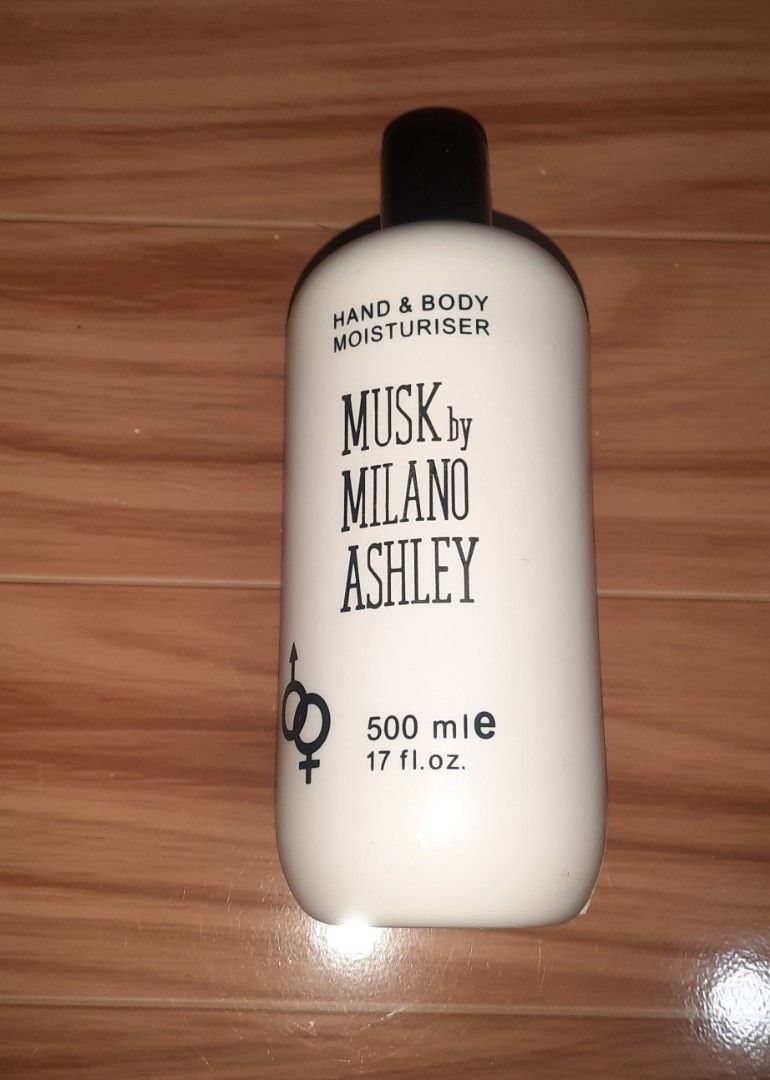 HAND & BODY
MOISTURISER
MUSK by
MILANO
ASHLEY
500 ml e
17 fl.oz.